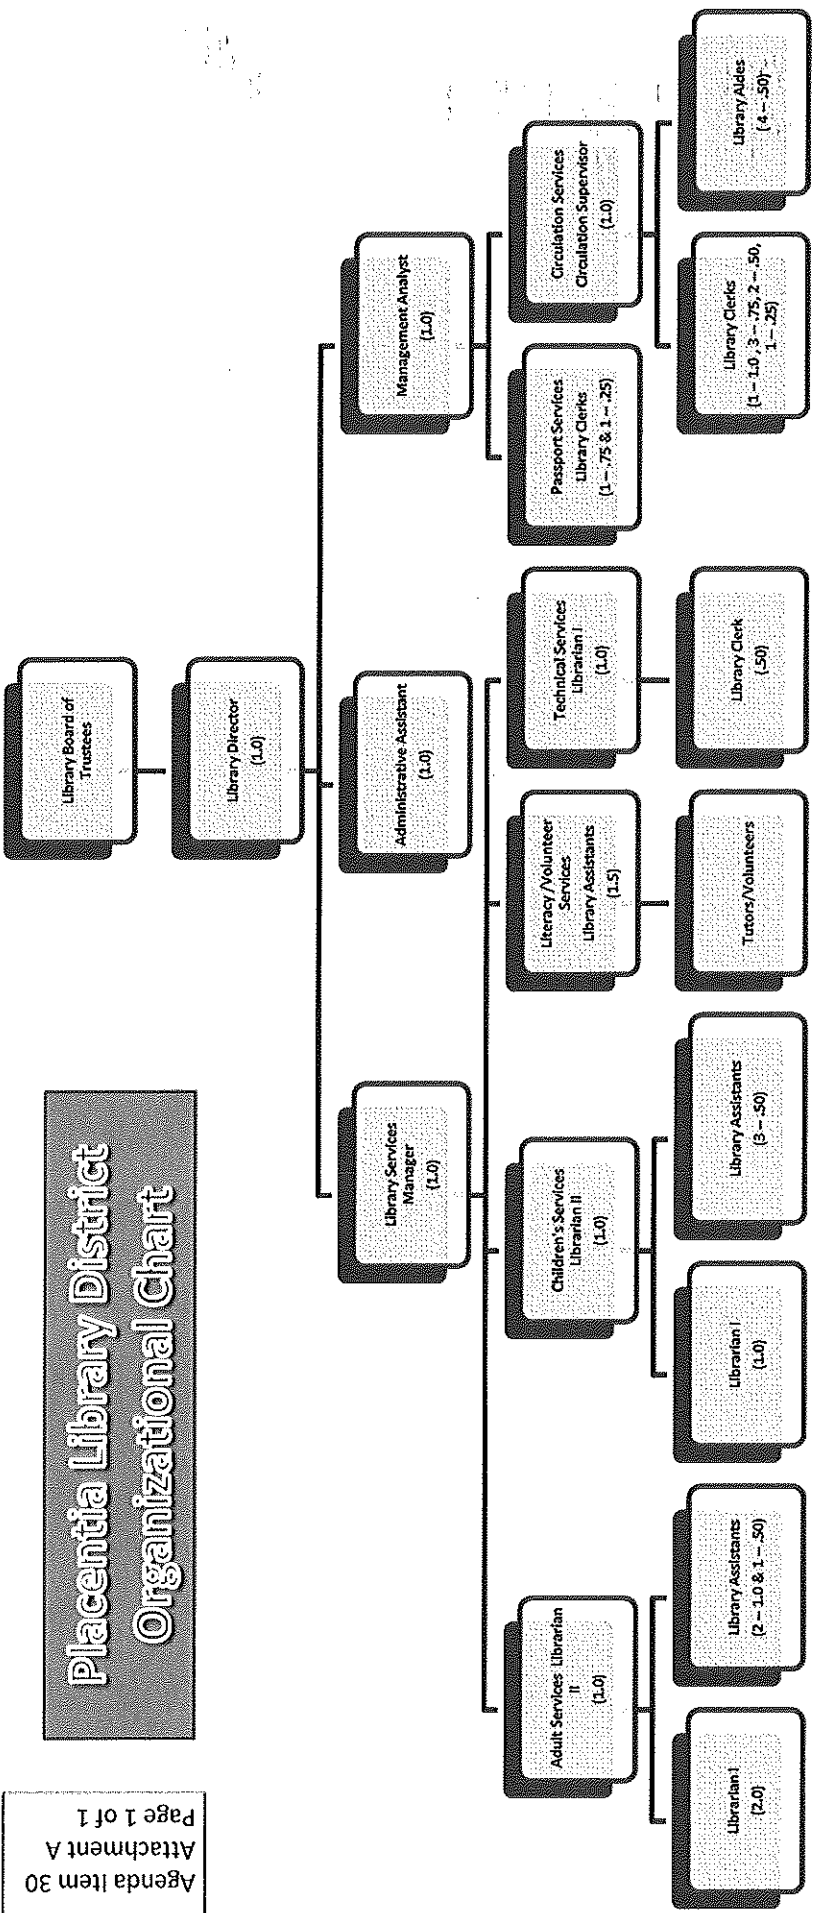 Agenda Item 30
Attachment A
Page 1 of 1
Placentia Library District
Organizational Chart
Library Board of
Trustees
Library Director
(1.0)
Library Services
Manager
(1.0)
Administrative Assistant
(1.0)
Management Analyst
(1.0)
Adult Services Librarian
II
(1.0)
Children's Services
Librarian II
(1.0)
Literacy/Volunteer
Services
Library Assistants
(1.5)
Technical Services
Librarian I
(1.0)
Passport Services
Library Clerks
(1 – .75 & 1 – .25)
Circulation Services
Circulation Supervisor
(1.0)
Librarian I
(2.0)
Library Assistants
(2 – 1.0 & 1 – .50)
Librarian I
(1.0)
Library Assistants
(3 – .50)
Tutors/Volunteers
Library Clerk
(.50)
Library Clerks
(1 – 1.0, 3 – .75, 2 – .50,
1 – .25)
Library Aides
(4 – .50)